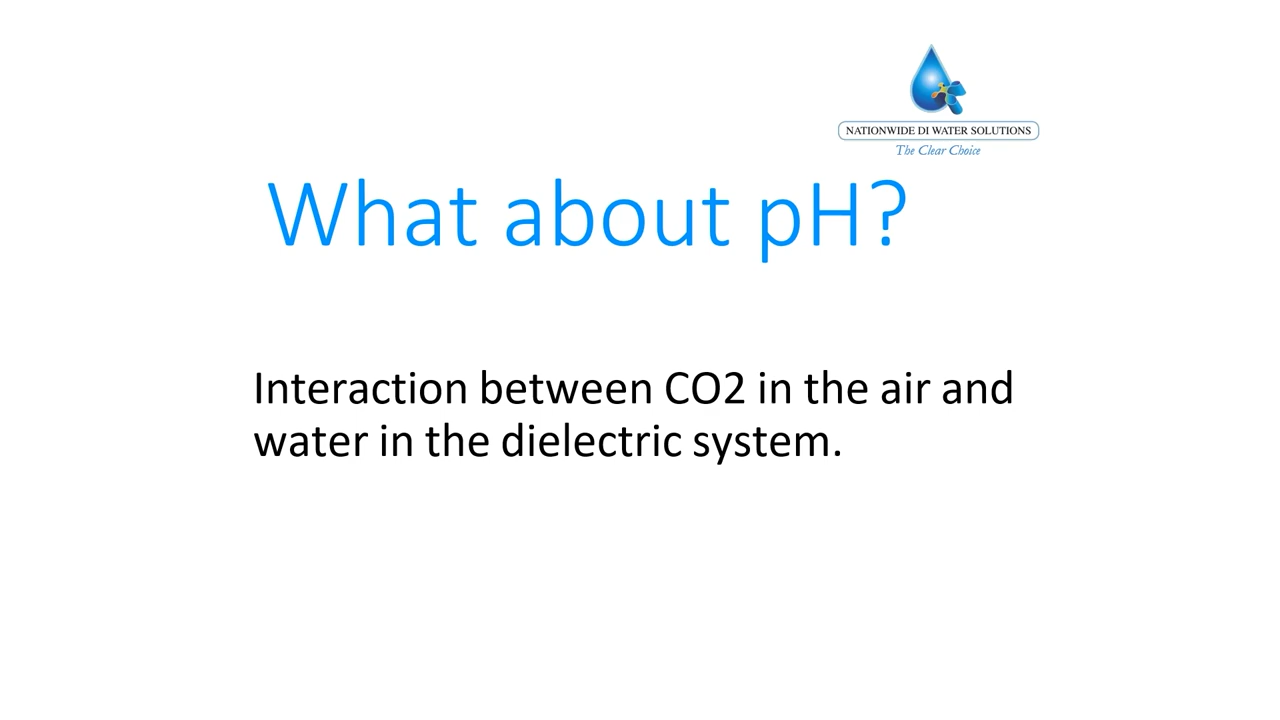 NATIONWIDE DI WATER SOLUTIONS
The Clear Choice
What about pH?
Interaction between CO2 in the air and
water in the dielectric system.